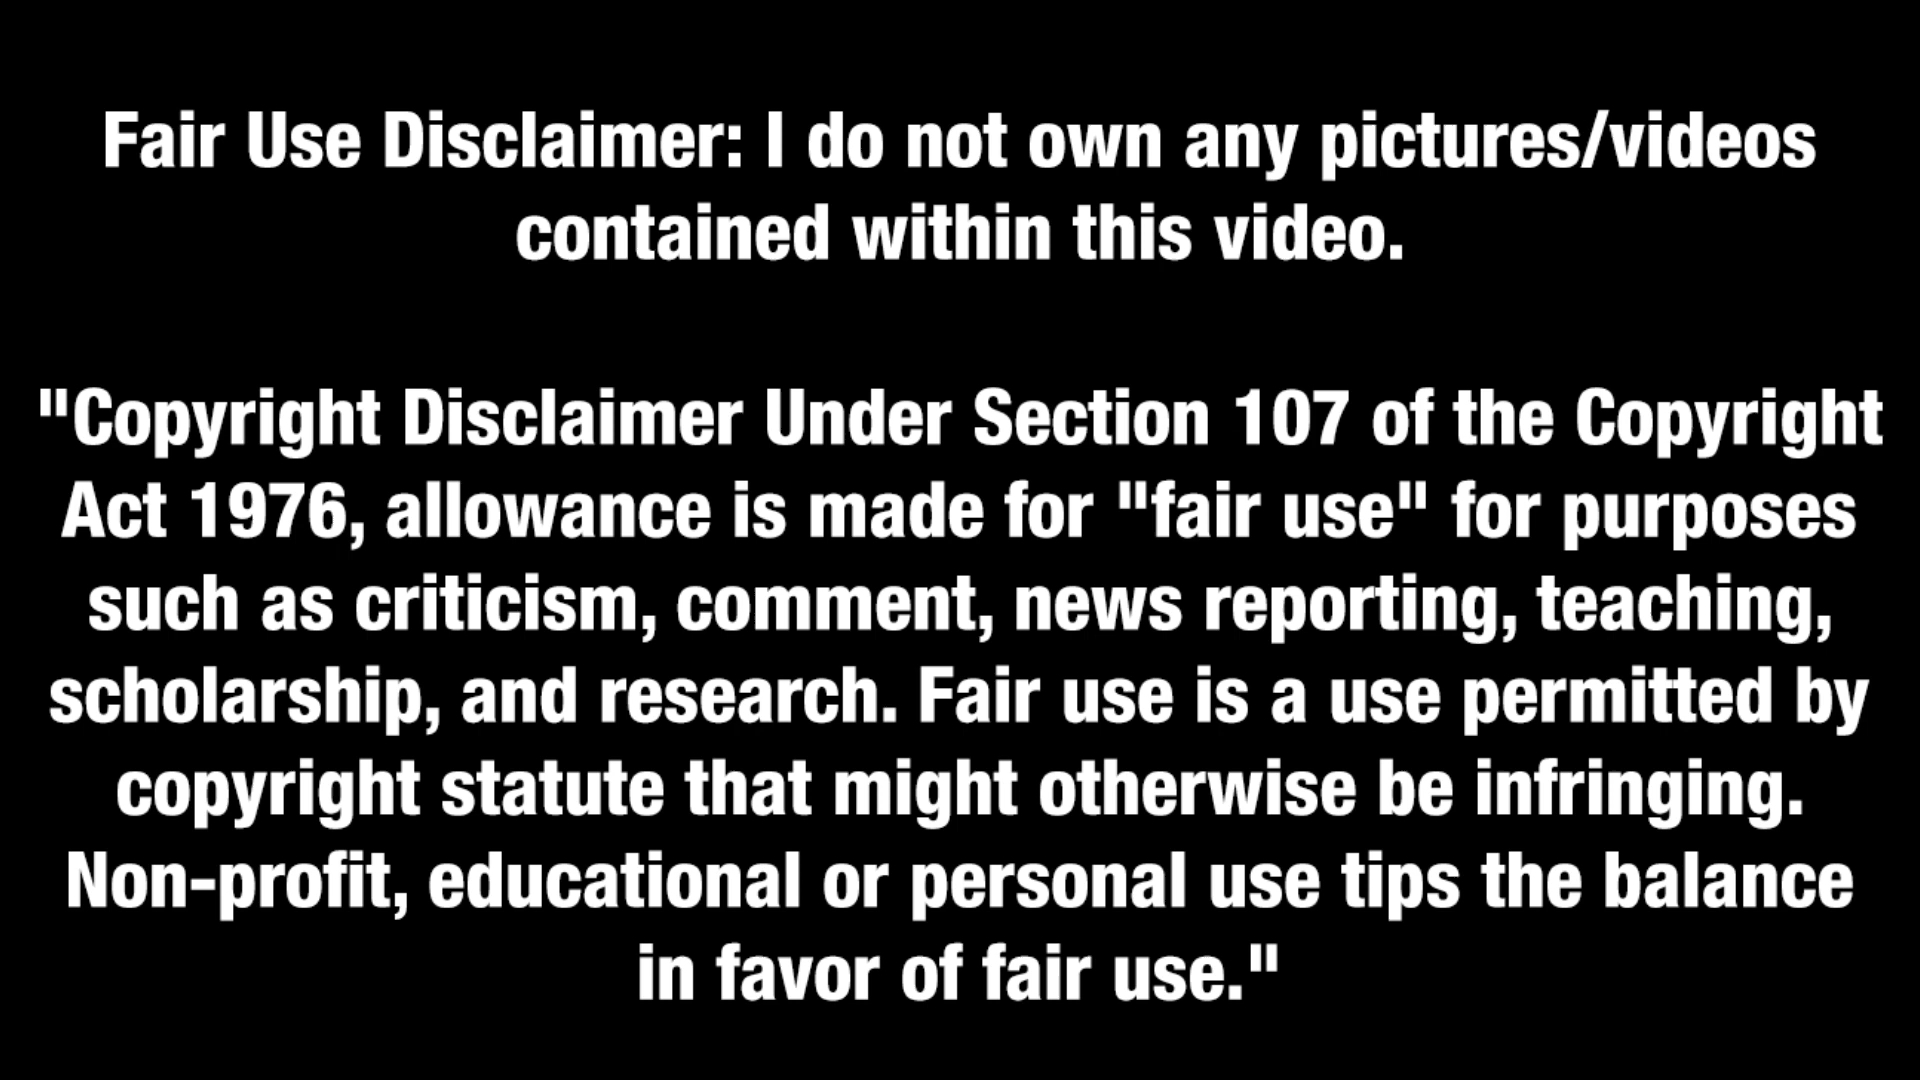 Fair Use Disclaimer: I do not own any pictures/videos
contained within this video.
"Copyright Disclaimer Under Section 107 of the Copyright
Act 1976, allowance is made for "fair use" for purposes
such as criticism, comment, news reporting, teaching,
scholarship, and research. Fair use is a use permitted by
copyright statute that might otherwise be infringing.
Non-profit, educational or personal use tips the balance
in favor of fair use."